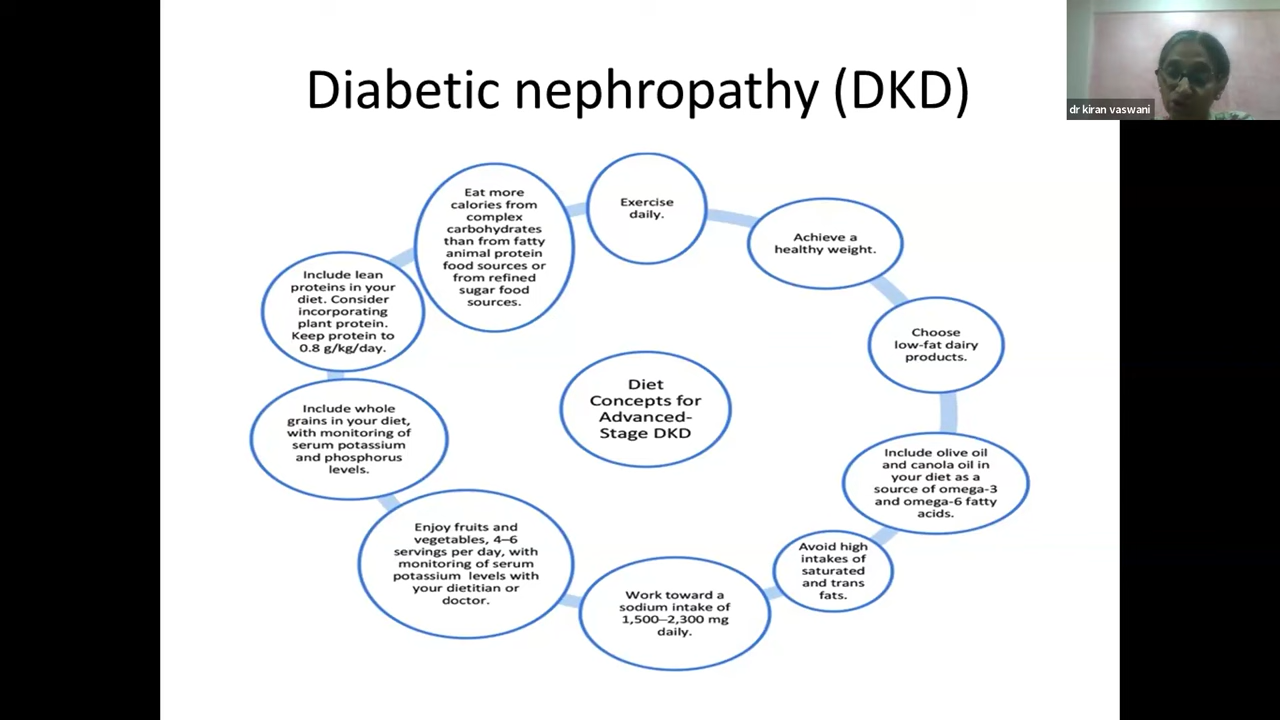 Diabetic nephropathy (DKD)
dr kiran vaswani
Exercise
daily.
Achieve a
healthy weight.
Choose
low-fat dairy
products.
Include olive oil
and canola oil in
your diet as a
source of omega-3
and omega-6 fatty
acids.
Avoid high
intakes of
saturated
and trans
fats.
Work toward a
sodium intake of
1,500–2,300 mg
daily.
Enjoy fruits and
vegetables, 4–6
servings per day, with
monitoring of serum
potassium levels with
your dietitian or
doctor.
Include whole
grains in your diet,
with monitoring of
serum potassium
and phosphorus
levels.
Include lean
proteins in your
diet. Consider
incorporating
plant protein.
Keep protein to
0.8 g/kg/day.
Eat more
calories from
complex
carbohydrates
than from fatty
animal protein
food sources or
from refined
sugar food
sources.
Diet
Concepts for
Advanced-
Stage DKD